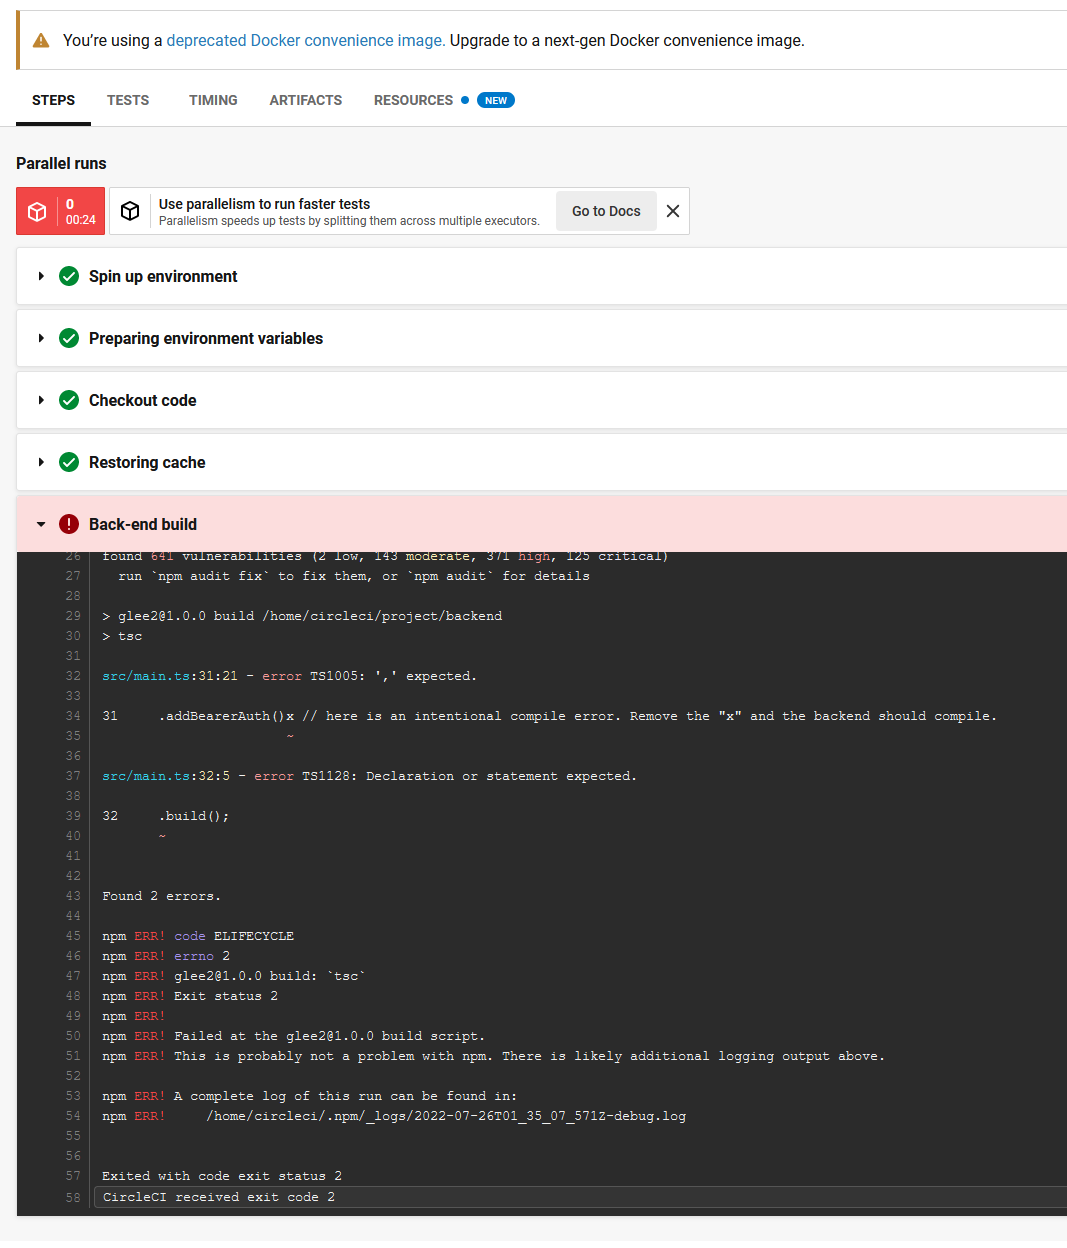 You’re using a deprecated Docker convenience image. Upgrade to a next-gen Docker convenience image.
STEPS TESTS TIMING ARTIFACTS RESOURCES NEW
Parallel runs
0
00:24
Use parallelism to run faster tests
Parallelism speeds up tests by splitting them across multiple executors.
Go to Docs
Spin up environment
Preparing environment variables
Checkout code
Restoring cache
Back-end build
26 found 641 vulnerabilities (2 low, 143 moderate, 371 high, 125 critical)
27   run `npm audit fix` to fix them, or `npm audit` for details
28
29 > glee2@1.0.0 build /home/circleci/project/backend
30 > tsc
31
32 src/main.ts:31:21 - error TS1005: ',' expected.
33
34 31     .addBearerAuth()x // here is an intentional compile error. Remove the "x" and the backend should compile.
35                        ~
36
37 src/main.ts:32:5 - error TS1128: Declaration or statement expected.
38
39 32     .build();
40        ~
41
42
43 Found 2 errors.
44
45 npm ERR! code ELIFECYCLE
46 npm ERR! errno 2
47 npm ERR! glee2@1.0.0 build: `tsc`
48 npm ERR! Exit status 2
49 npm ERR!
50 npm ERR! Failed at the glee2@1.0.0 build script.
51 npm ERR! This is probably not a problem with npm. There is likely additional logging output above.
52
53 npm ERR! A complete log of this run can be found in:
54 npm ERR!     /home/circleci/.npm/_logs/2022-07-26T01_35_07_571Z-debug.log
55
56
57 Exited with code exit status 2
58 CircleCI received exit code 2